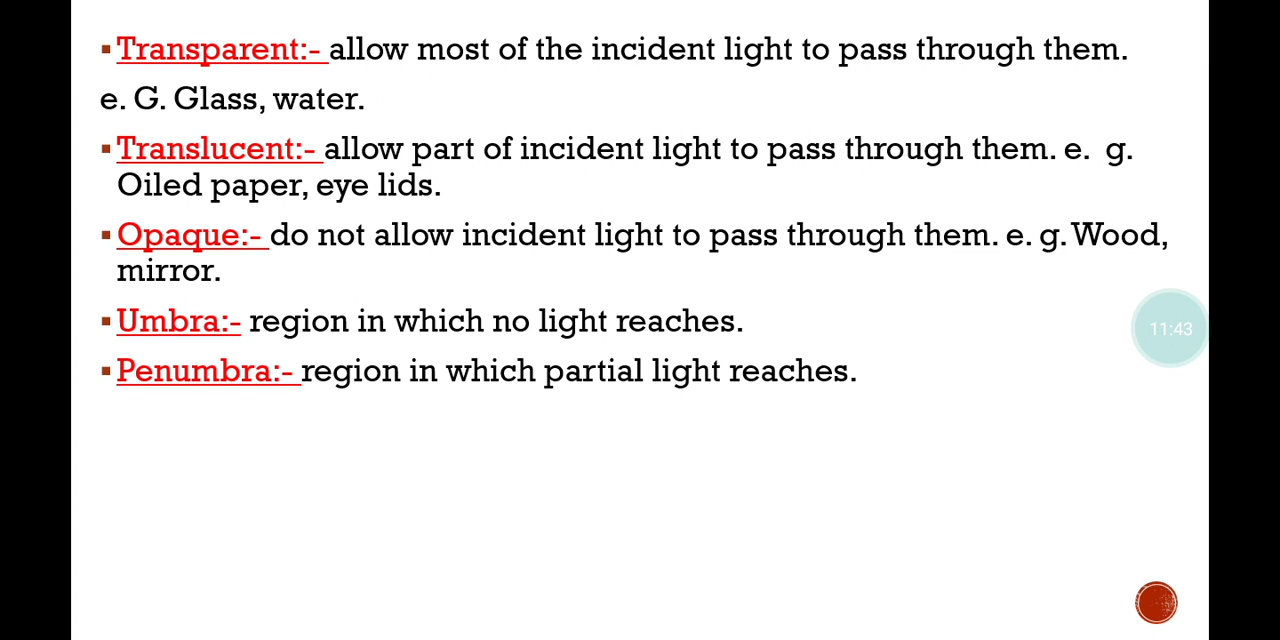 ▪Transparent:- allow most of the incident light to pass through them.
e. G. Glass, water.
▪Translucent:- allow part of incident light to pass through them. e.  g.
Oiled paper, eye lids.
▪Opaque:- do not allow incident light to pass through them. e. g. Wood,
mirror.
▪Umbra:- region in which no light reaches.
11:43
▪Penumbra:- region in which partial light reaches.